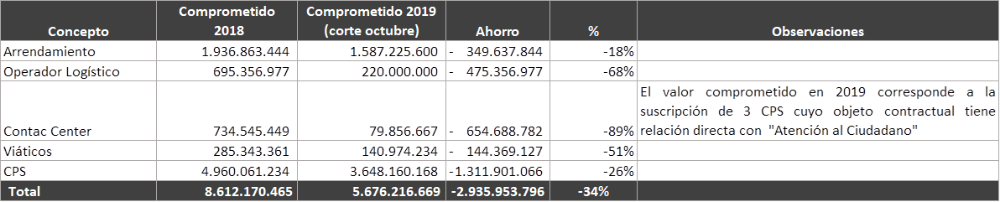 Concepto Comprometido 2018 Comprometido 2019 (corte octubre) Ahorro % Observaciones
Arrendamiento 1.936.863.444 1.587.225.600 - 349.637.844 -18%
Operador Logístico 695.356.977 220.000.000 - 475.356.977 -68%
El valor comprometido en 2019 corresponde a la
suscripción de 3 CPS cuyo objeto contractual tiene
Contac Center 734.545.449 79.856.667 - 654.688.782 -89% relación directa con "Atención al Ciudadano"
Viáticos 285.343.361 140.974.234 - 144.369.127 -51%
CPS 4.960.061.234 3.648.160.168 -1.311.901.066 -26%
Total 8.612.170.465 5.676.216.669 -2.935.953.796 -34%